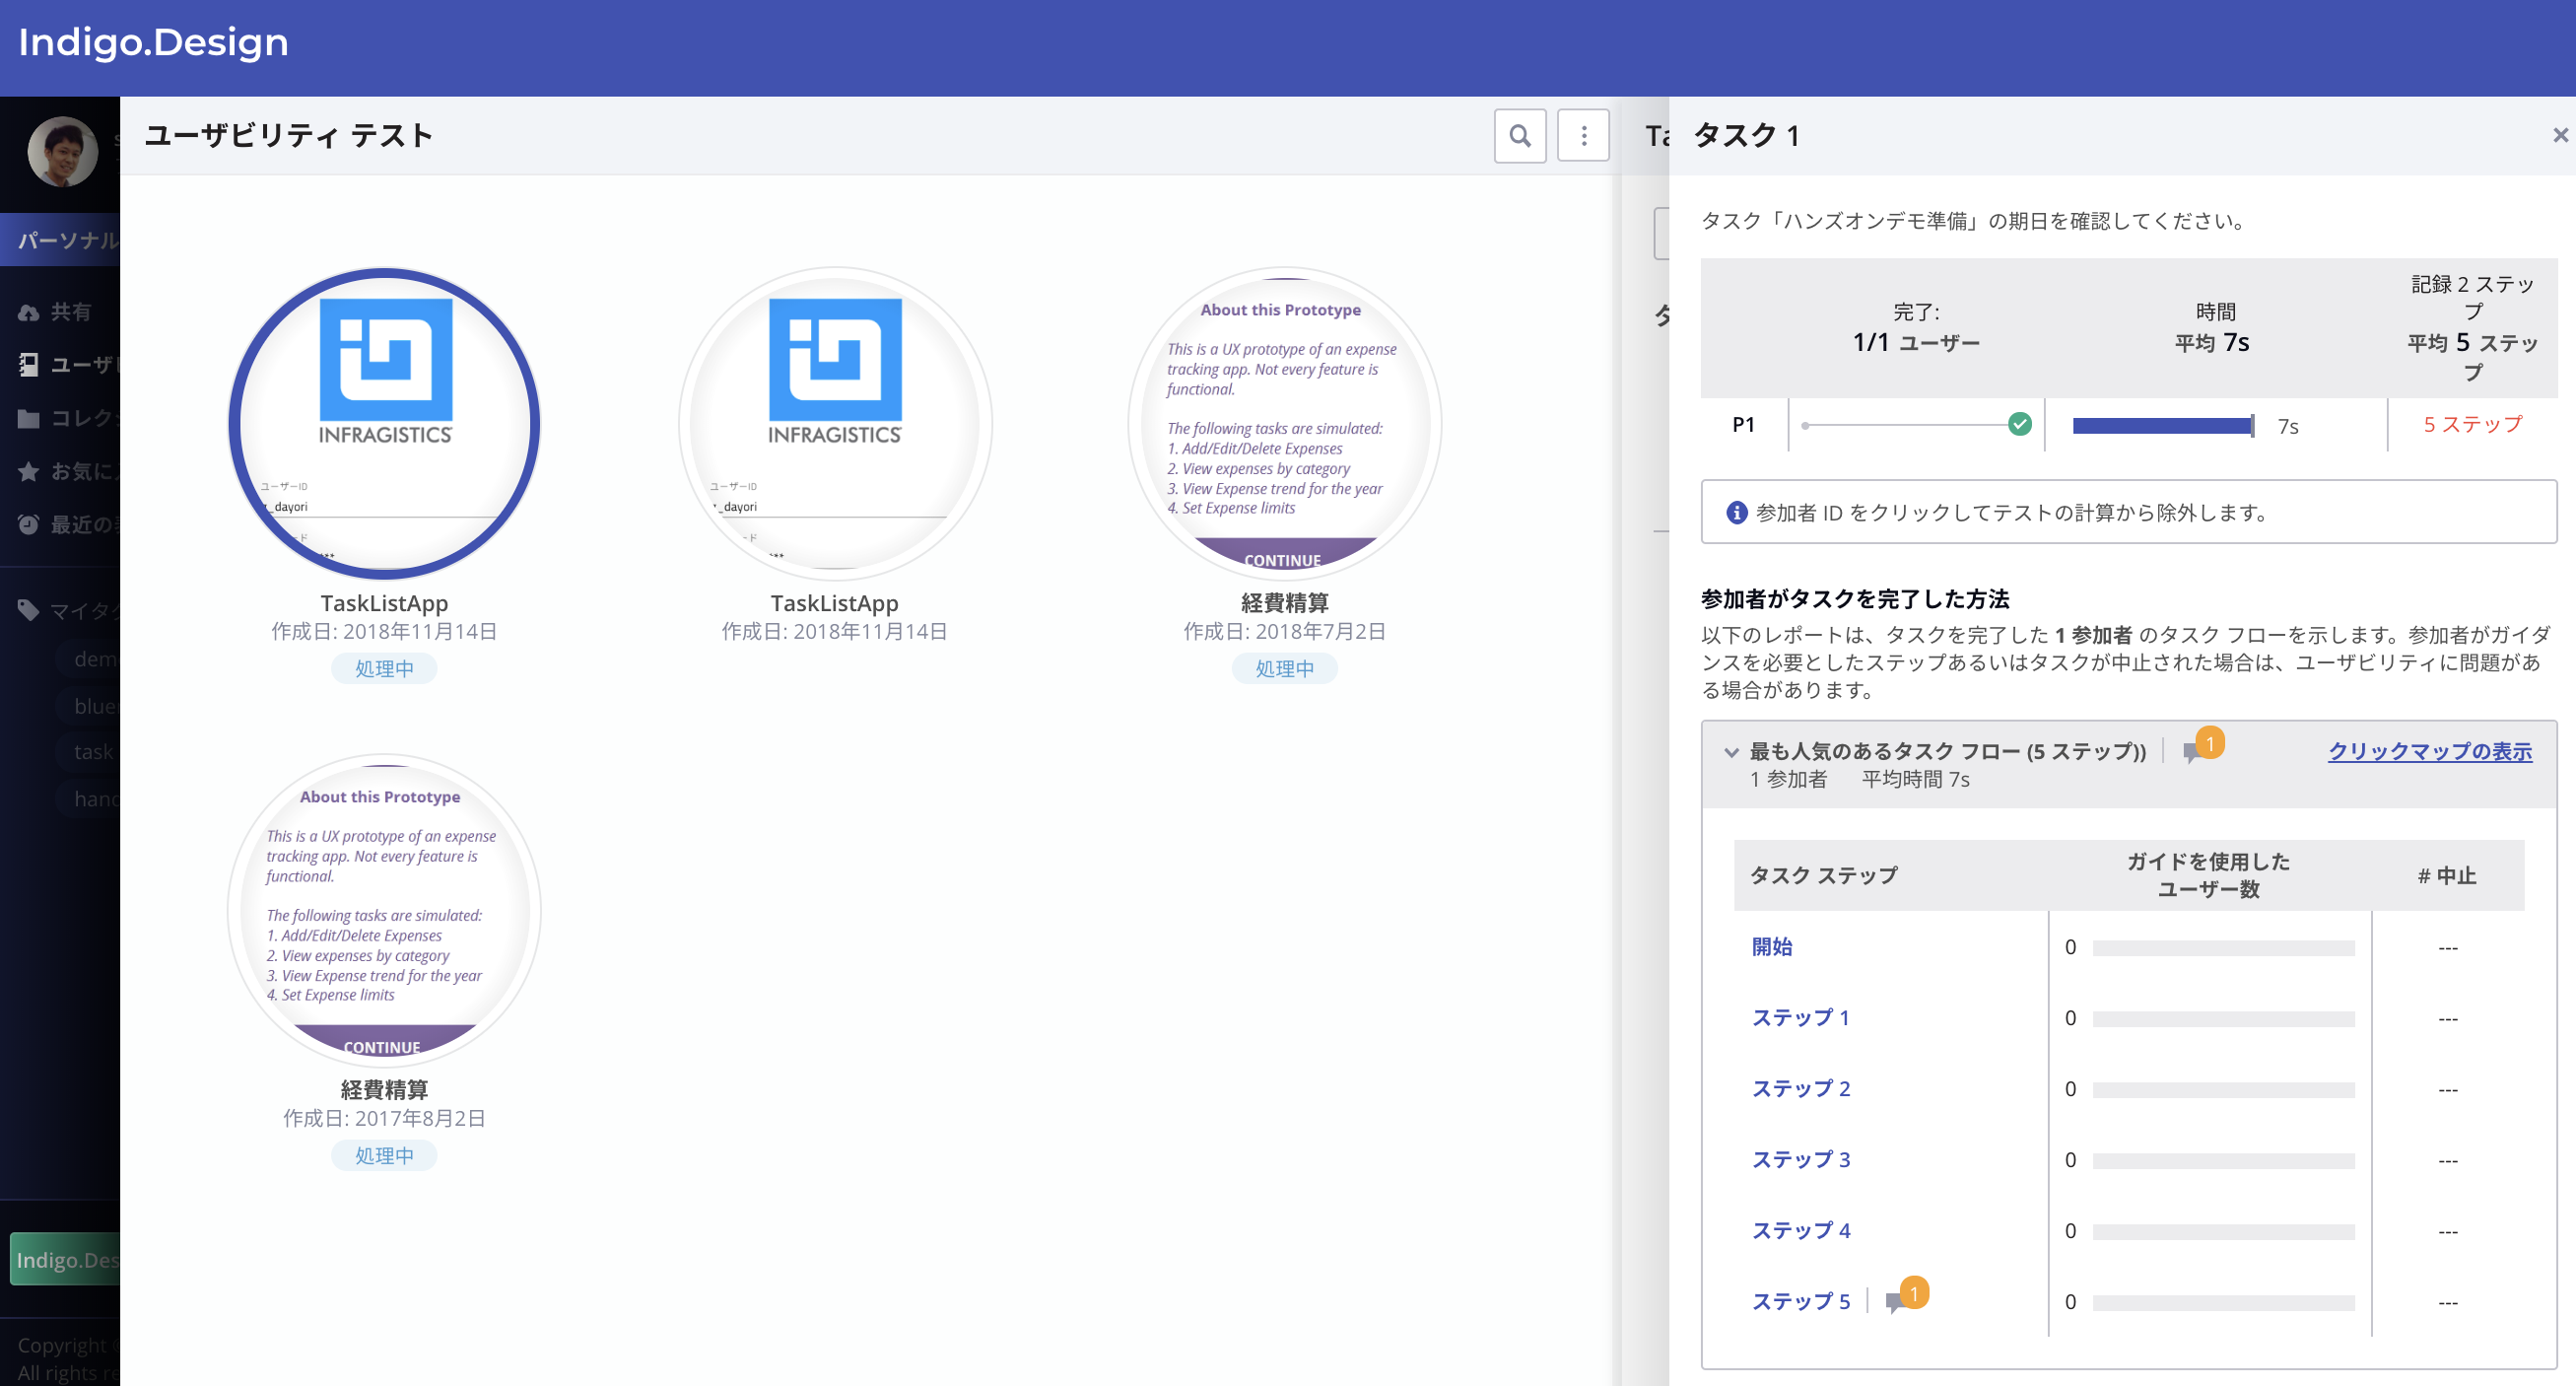 Indigo.Design
パーソナル
共有
ユーザビ
コレク
お気に
最近の
マイタグ
dem
blue
task
hand
Indigo.Des
Copyright
All rights re
ユーザビリティ テスト
INFRAGISTICS
ユーザーID
_dayori
ード
**
TaskListApp
作成日: 2018年11月14日
処理中
INFRAGISTICS
ユーザーID
_dayori
ード
**
TaskListApp
作成日: 2018年11月14日
About this Prototype
This is a UX prototype of an expense
tracking app. Not every feature is
functional.
The following tasks are simulated:
1. Add/Edit/Delete Expenses
2. View expenses by category
3. View Expense trend for the year
4. Set Expense limits
CONTINUE
経費精算
作成日: 2018年7月2日
処理中
About this Prototype
This is a UX prototype of an expense
tracking app. Not every feature is
functional.
The following tasks are simulated:
1. Add/Edit/Delete Expenses
2. View expenses by category
3. View Expense trend for the year
4. Set Expense limits
CONTINUE
経費精算
作成日: 2017年8月2日
処理中
Ta
タ
タスク 1
タスク「ハンズオンデモ準備」の期日を確認してください。
完了:
1/1 ユーザー
時間
平均 7s
記録 2 ステッ
プ
平均 5 ステッ
プ
P1
7s
5 ステップ
参加者 ID をクリックしてテストの計算から除外します。
参加者がタスクを完了した方法
以下のレポートは、タスクを完了した 1 参加者 のタスク フローを示します。参加者がガイダ
ンスを必要としたステップあるいはタスクが中止された場合は、ユーザビリティに問題があ
る場合があります。
最も人気のあるタスク フロー (5 ステップ)) 1 クリックマップの表示
1 参加者 平均時間 7s
タスク ステップ
ガイドを使用した
ユーザー数
# 中止
開始 0 ---
ステップ 1 0 ---
ステップ 2 0 ---
ステップ 3 0 ---
ステップ 4 0 ---
ステップ 5 1 0 ---